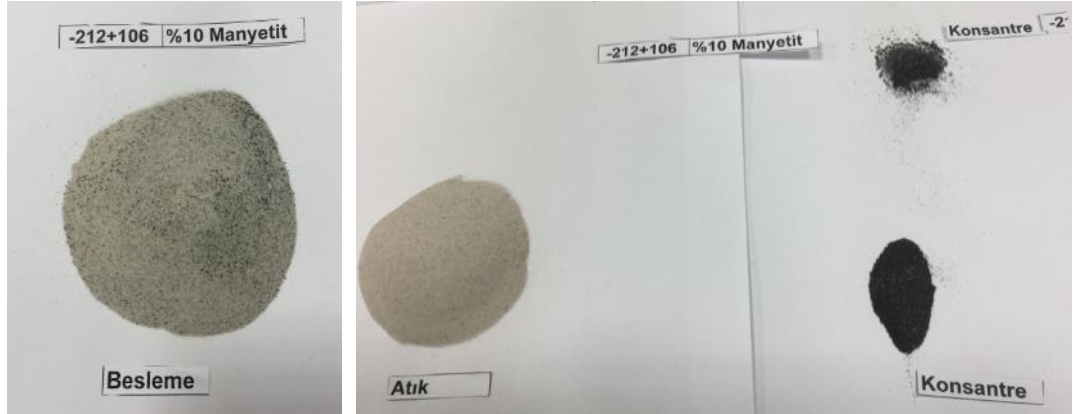 -212+106 %10 Manyetit
Besleme
-212+106 %10 Manyetit
Konsantre
Atık
Konsantre